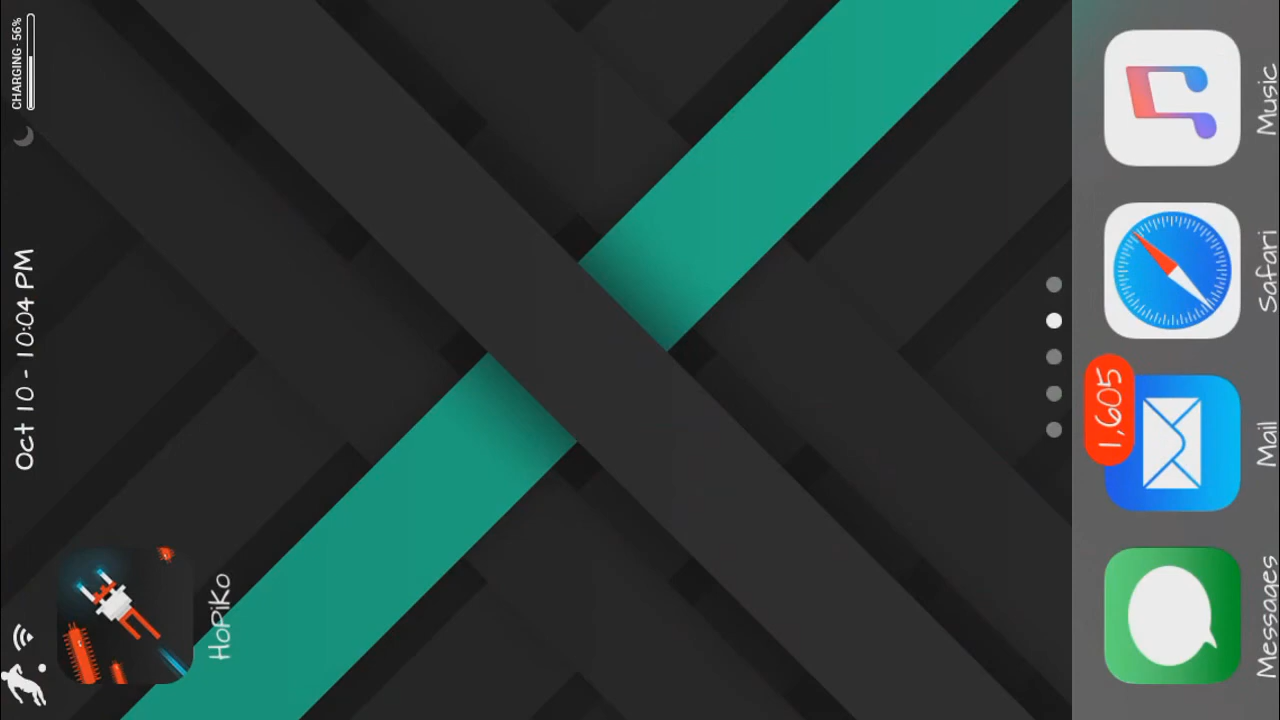 Oct 10 - 10:04 PM
CHARGING · 56%
HoPiKo
Messages
1,605
Mail
Safari
Music